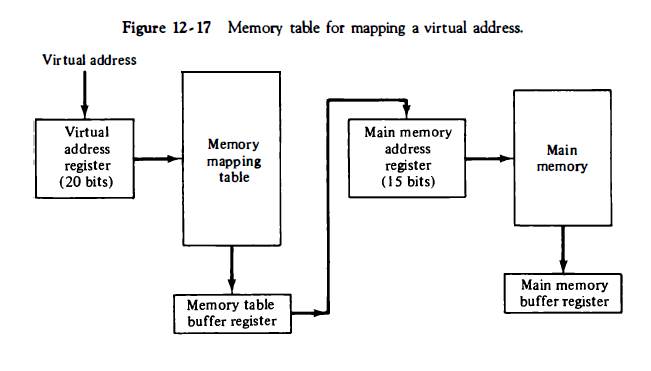 Figure 12-17 Memory table for mapping a virtual address.
Virtual address
Virtual
address
register
(20 bits)
Memory
mapping
table
Memory table
buffer register
Main memory
address
register
(15 bits)
Main
memory
Main memory
buffer register